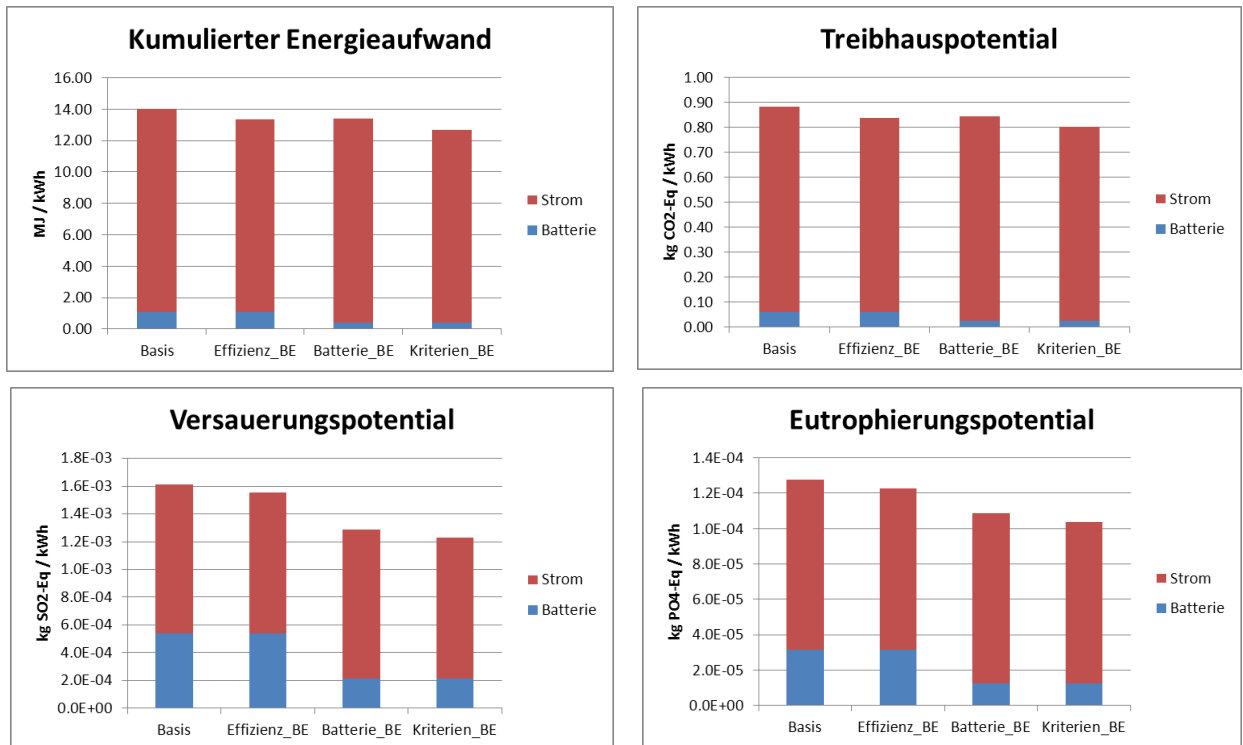 Kumulierter Energieaufwand
MJ / kWh
16.00
14.00
12.00
10.00
8.00
6.00
4.00
2.00
0.00
Basis Effizienz_BE Batterie_BE Kriterien_BE
Strom
Batterie
Treibhauspotential
kg CO2-Eq / kWh
1.00
0.90
0.80
0.70
0.60
0.50
0.40
0.30
0.20
0.10
0.00
Basis Effizienz_BE Batterie_BE Kriterien_BE
Strom
Batterie
Versauerungspotential
kg SO2-Eq / kWh
1.8E-03
1.6E-03
1.4E-03
1.2E-03
1.0E-03
8.0E-04
6.0E-04
4.0E-04
2.0E-04
0.0E+00
Basis Effizienz_BE Batterie_BE Kriterien_BE
Strom
Batterie
Eutrophierungspotential
kg PO4-Eq / kWh
1.4E-04
1.2E-04
1.0E-04
8.0E-05
6.0E-05
4.0E-05
2.0E-05
0.0E+00
Basis Effizienz_BE Batterie_BE Kriterien_BE
Strom
Batterie